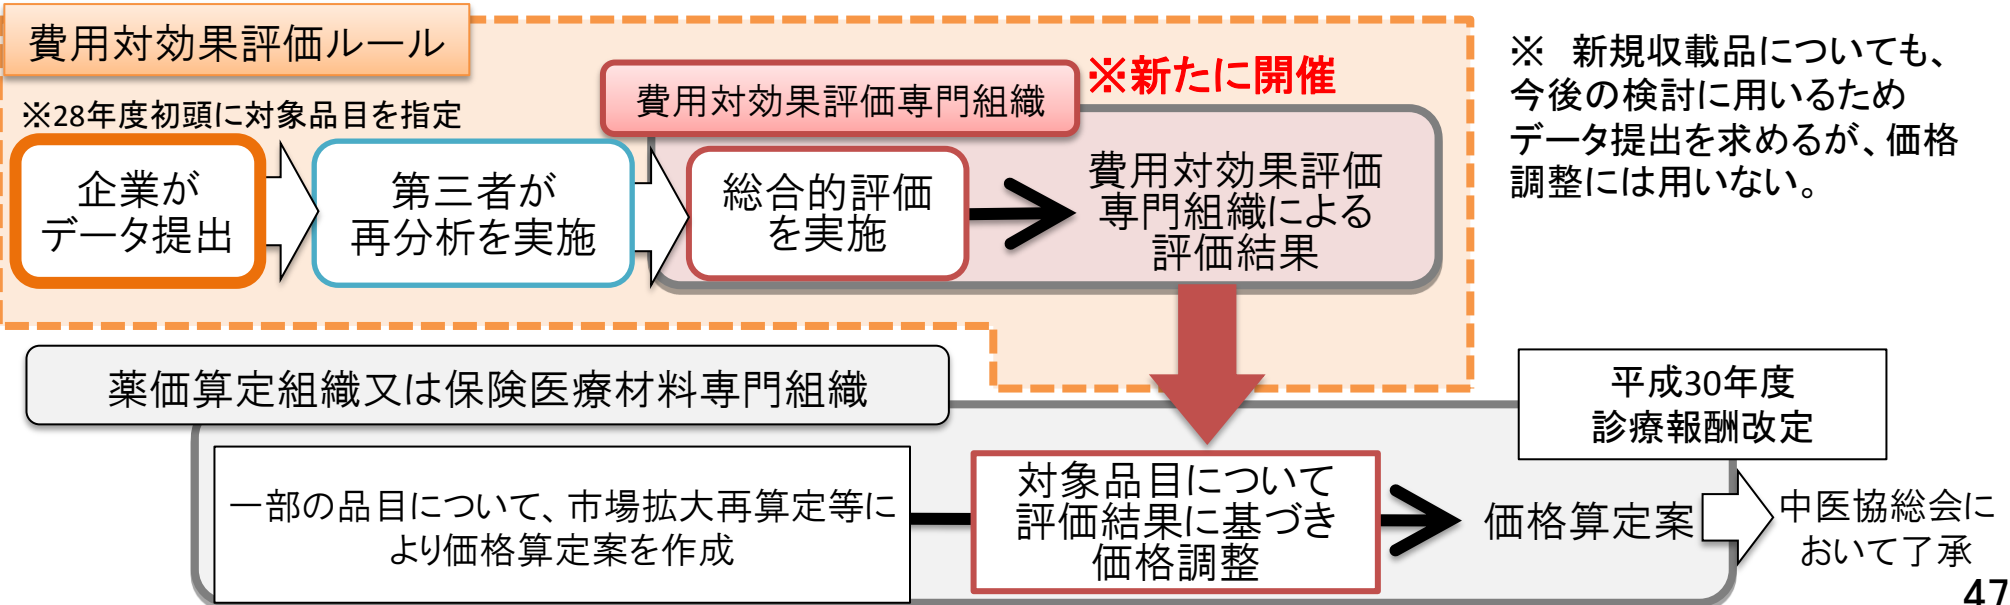 費用対効果評価ルール
※28年度初頭に対象品目を指定
費用対効果評価専門組織
※新たに開催
企業が
データ提出
第三者が
再分析を実施
総合的評価
を実施
費用対効果評価
専門組織による
評価結果
※　新規収載品についても、
今後の検討に用いるため
データ提出を求めるが、価格
調整には用いない。
薬価算定組織又は保険医療材料専門組織
平成30年度
診療報酬改定
一部の品目について、市場拡大再算定等に
より価格算定案を作成
対象品目について
評価結果に基づき
価格調整
価格算定案
中医協総会に
おいて了承
47